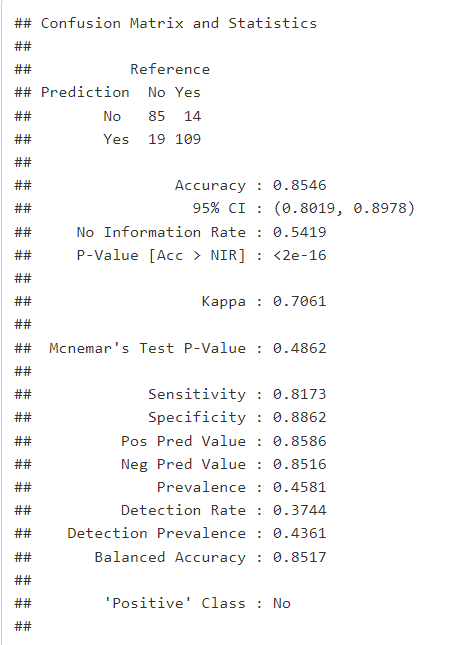 ## Confusion Matrix and Statistics
##
##           Reference
## Prediction  No Yes
##        No   85  14
##        Yes  19 109
##
##                Accuracy : 0.8546
##                  95% CI : (0.8019, 0.8978)
##     No Information Rate : 0.5419
##     P-Value [Acc > NIR] : <2e-16
##
##                   Kappa : 0.7061
##
##  Mcnemar's Test P-Value : 0.4862
##
##             Sensitivity : 0.8173
##             Specificity : 0.8862
##          Pos Pred Value : 0.8586
##          Neg Pred Value : 0.8516
##              Prevalence : 0.4581
##          Detection Rate : 0.3744
##    Detection Prevalence : 0.4361
##       Balanced Accuracy : 0.8517
##
##        'Positive' Class : No
##